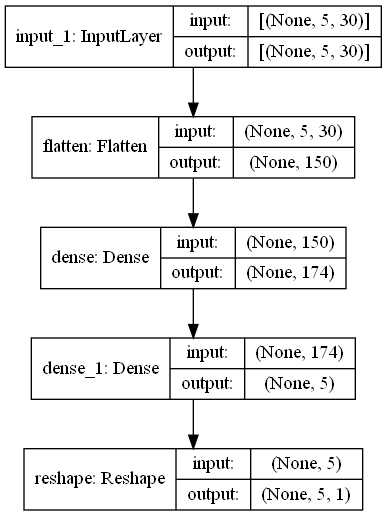 input_1: InputLayer
input: [(None, 5, 30)]
output: [(None, 5, 30)]
flatten: Flatten
input: (None, 5, 30)
output: (None, 150)
dense: Dense
input: (None, 150)
output: (None, 174)
dense_1: Dense
input: (None, 174)
output: (None, 5)
reshape: Reshape
input: (None, 5)
output: (None, 5, 1)